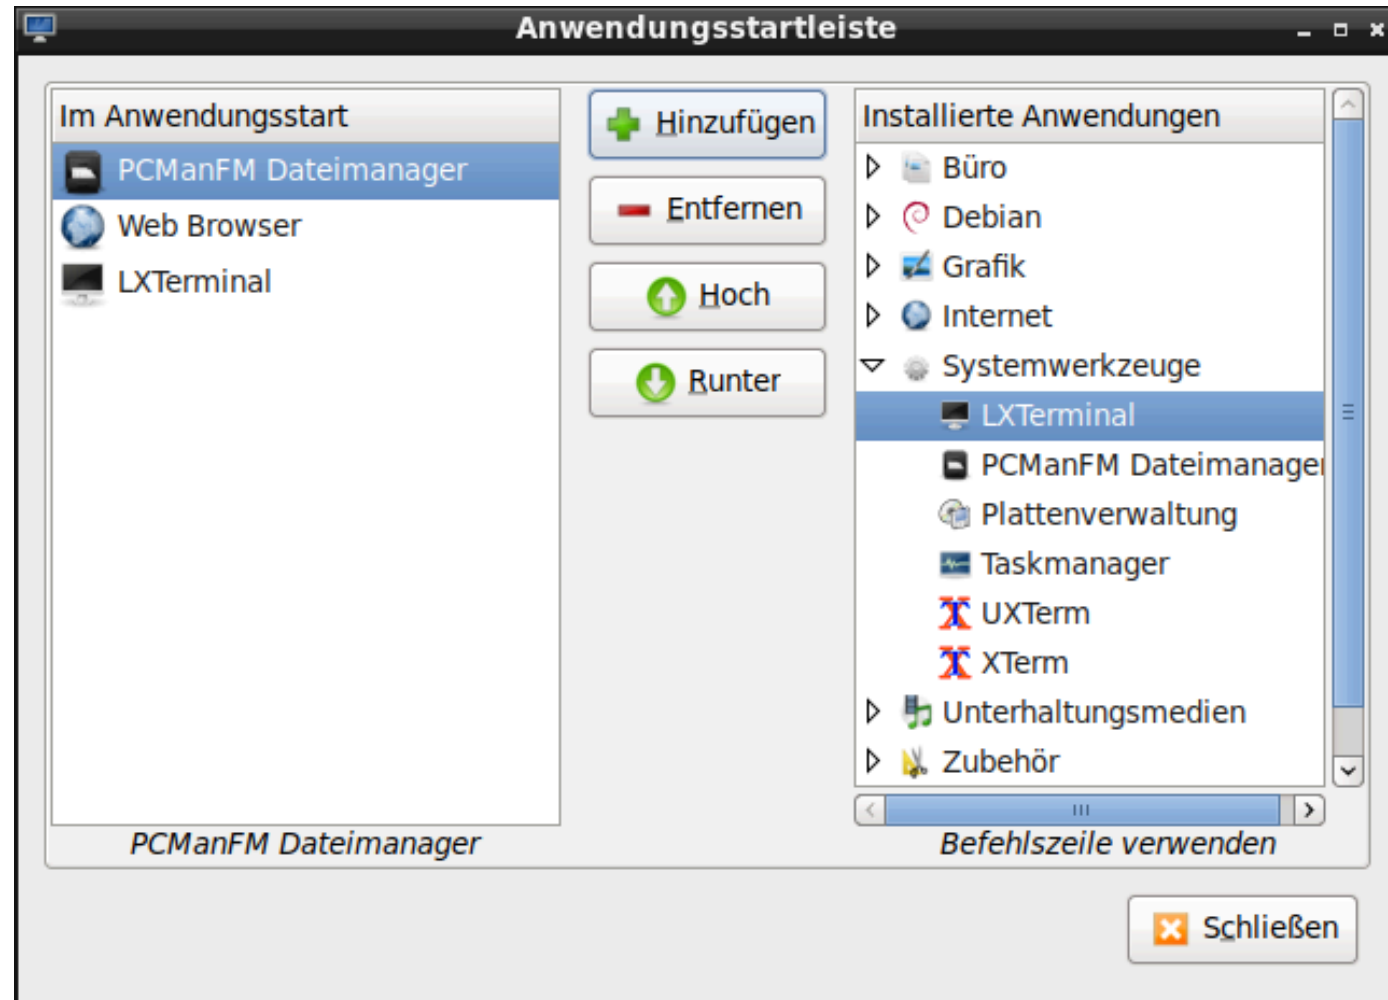 Anwendungsstartleiste
Im Anwendungsstart
PCManFM Dateimanager
Web Browser
LXTerminal
PCManFM Dateimanager
Hinzufügen
Entfernen
Hoch
Runter
Installierte Anwendungen
Büro
Debian
Grafik
Internet
Systemwerkzeuge
LXTerminal
PCManFM Dateimanager
Plattenverwaltung
Taskmanager
UXTerm
XTerm
Unterhaltungsmedien
Zubehör
Befehlszeile verwenden
Schließen